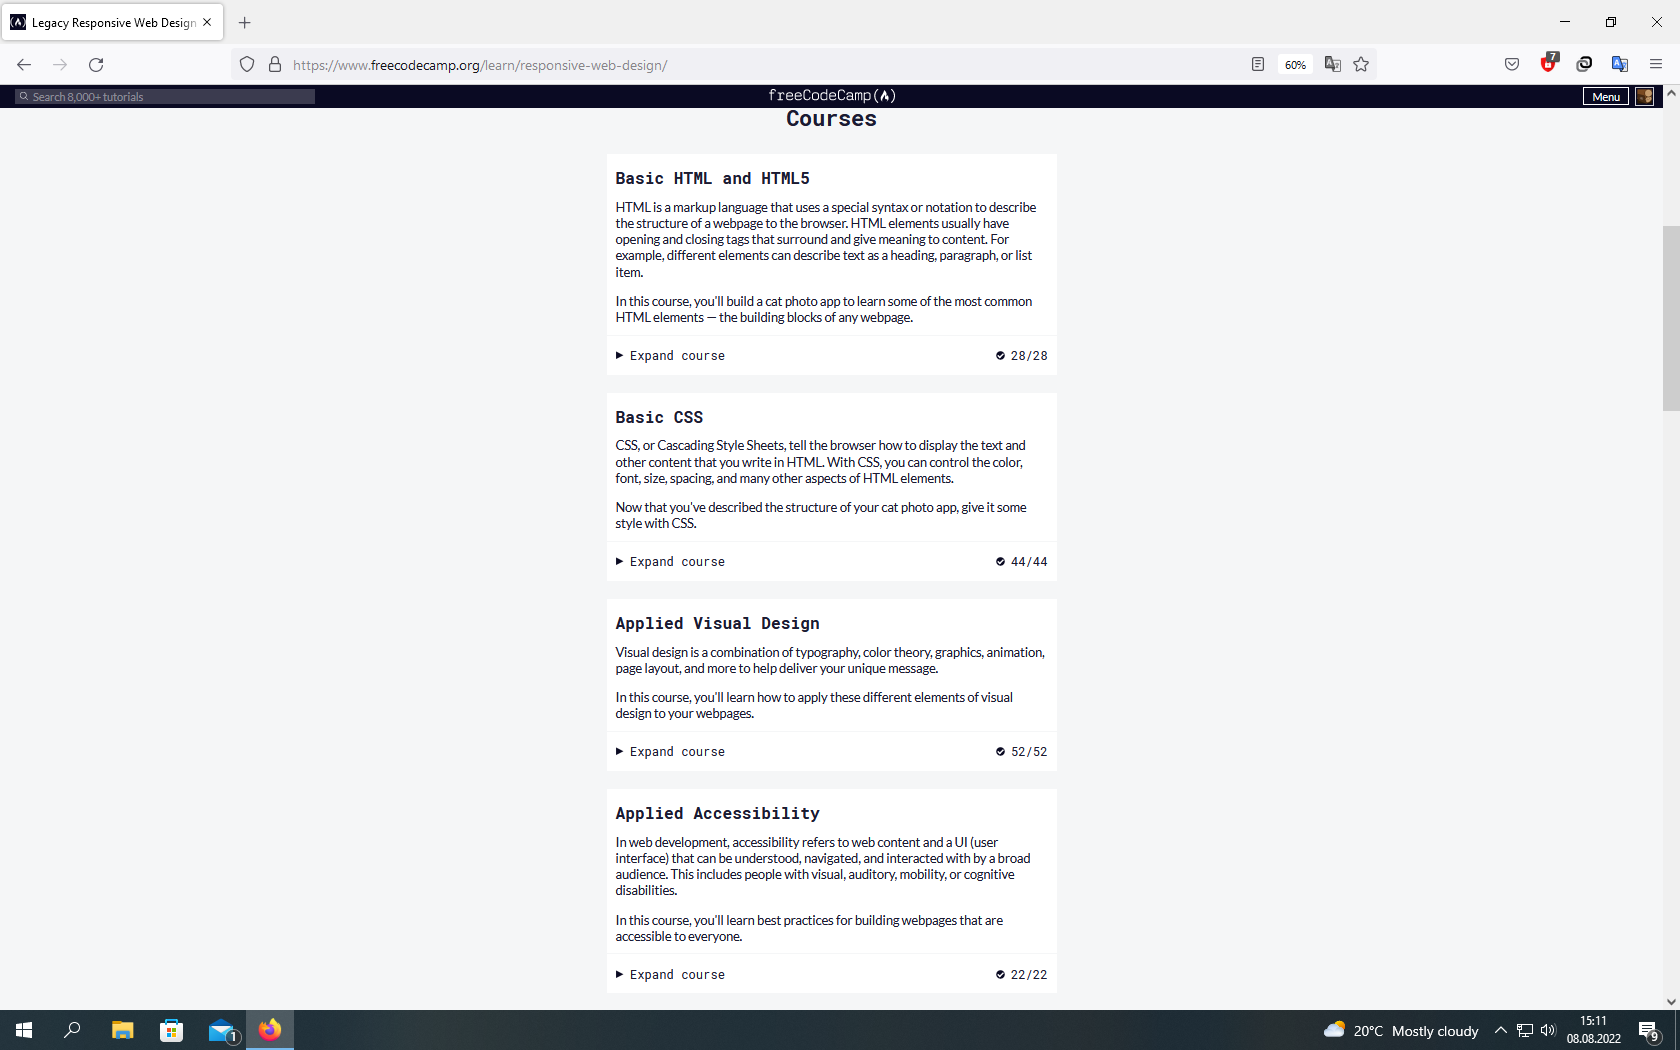 Legacy Responsive Web Design
https://www.freecodecamp.org/learn/responsive-web-design/
60%
7
Search 8,000+ tutorials
freeCodeCamp
Menu
Courses
Basic HTML and HTML5
HTML is a markup language that uses a special syntax or notation to describe
the structure of a webpage to the browser. HTML elements usually have
opening and closing tags that surround and give meaning to content. For
example, different elements can describe text as a heading, paragraph, or list
item.
In this course, you'll build a cat photo app to learn some of the most common
HTML elements — the building blocks of any webpage.
Expand course 28/28
Basic CSS
CSS, or Cascading Style Sheets, tell the browser how to display the text and
other content that you write in HTML. With CSS, you can control the color,
font, size, spacing, and many other aspects of HTML elements.
Now that you've described the structure of your cat photo app, give it some
style with CSS.
Expand course 44/44
Applied Visual Design
Visual design is a combination of typography, color theory, graphics, animation,
page layout, and more to help deliver your unique message.
In this course, you'll learn how to apply these different elements of visual
design to your webpages.
Expand course 52/52
Applied Accessibility
In web development, accessibility refers to web content and a UI (user
interface) that can be understood, navigated, and interacted with by a broad
audience. This includes people with visual, auditory, mobility, or cognitive
disabilities.
In this course, you'll learn best practices for building webpages that are
accessible to everyone.
Expand course 22/22
1
20°C Mostly cloudy
15:11
08.08.2022
9